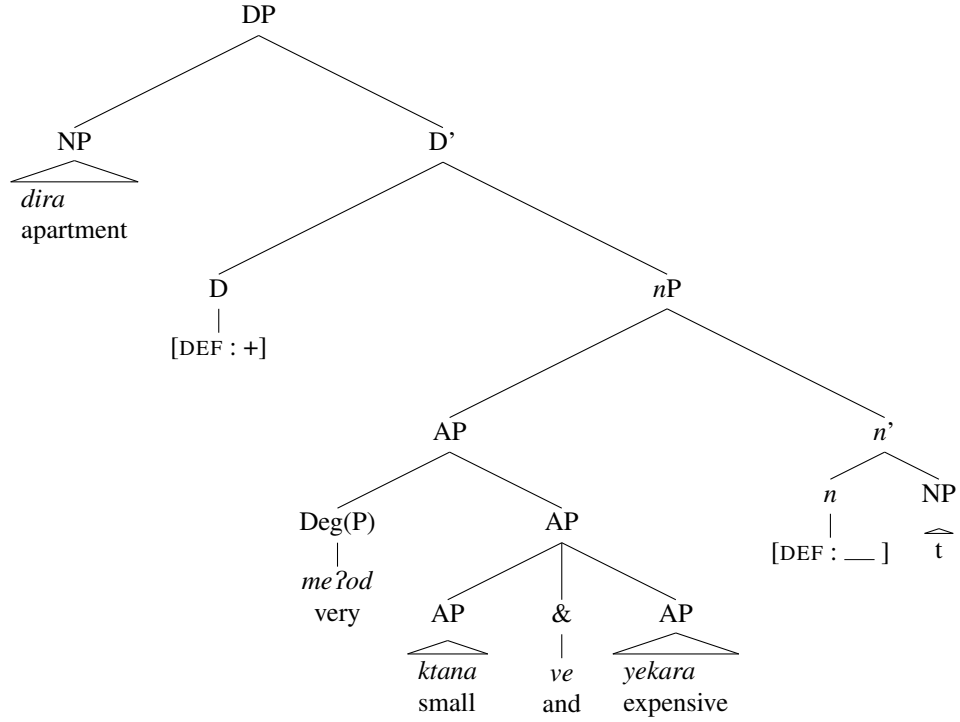 DP
NP
D’
dira
apartment
D
nP
[DEF : +]
AP
n’
Deg(P)
AP
n
NP
meʔod
very
[DEF : __ ]
t
AP
&
AP
ktana
ve
yekara
small
and
expensive